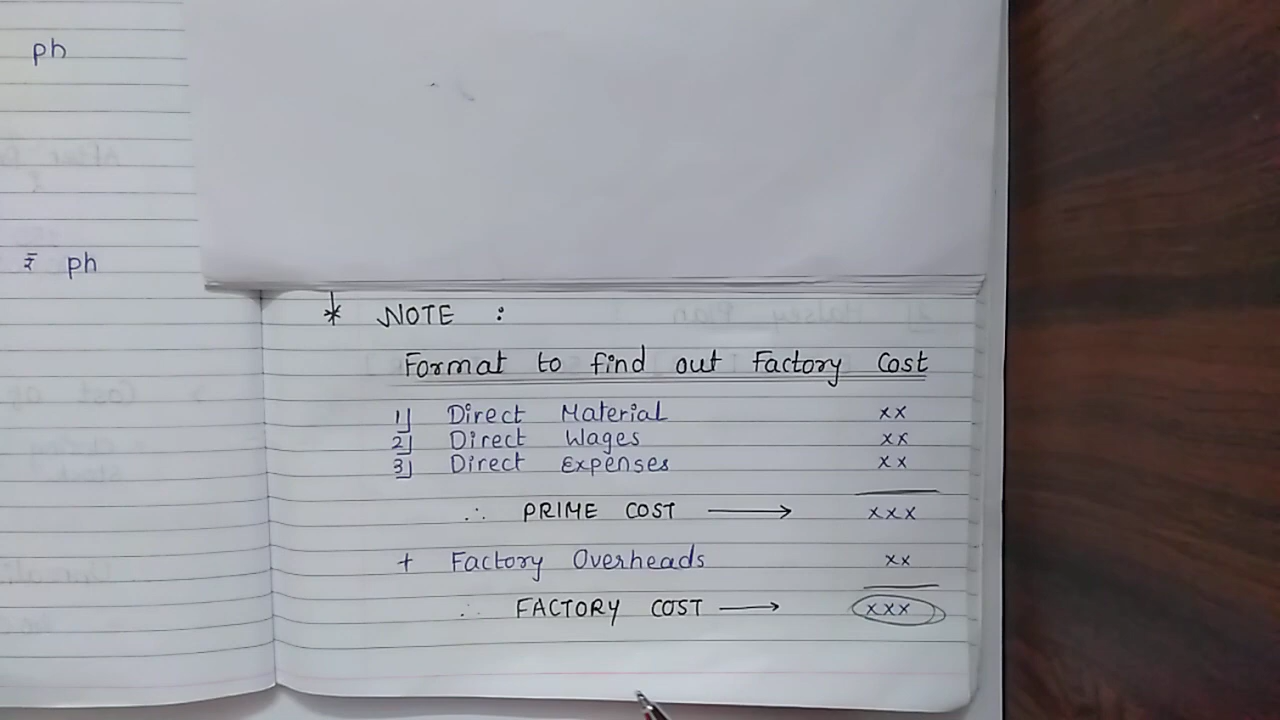 ph
₹ ph
* NOTE :
Format to find out Factory Cost
1] Direct Material xx
2] Direct Wages xx
3] Direct Expenses xx
∴ PRIME COST ⟶ xxx
+ Factory Overheads xx
∴ FACTORY COST ⟶ xxx